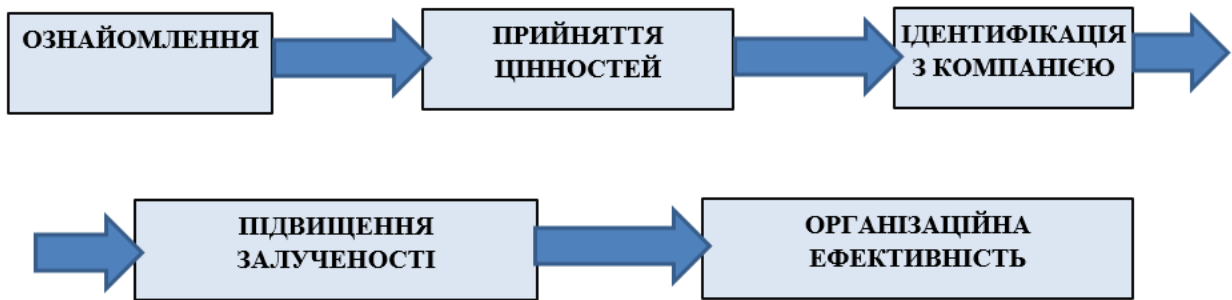 ОЗНАЙОМЛЕННЯ
ПРИЙНЯТТЯ
ЦІННОСТЕЙ
ІДЕНТИФІКАЦІЯ
З КОМПАНІЄЮ
ПІДВИЩЕННЯ
ЗАЛУЧЕНОСТІ
ОРГАНІЗАЦІЙНА
ЕФЕКТИВНІСТЬ